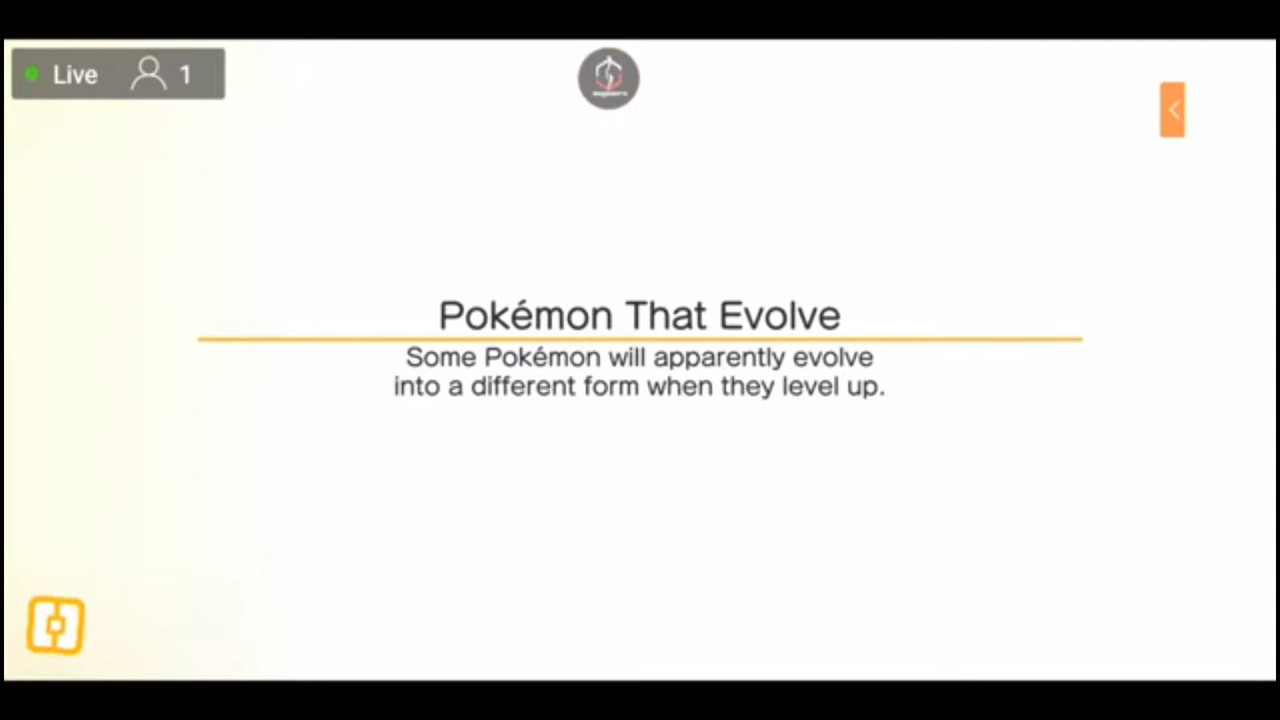 Live 1
Pokémon That Evolve
Some Pokémon will apparently evolve
into a different form when they level up.